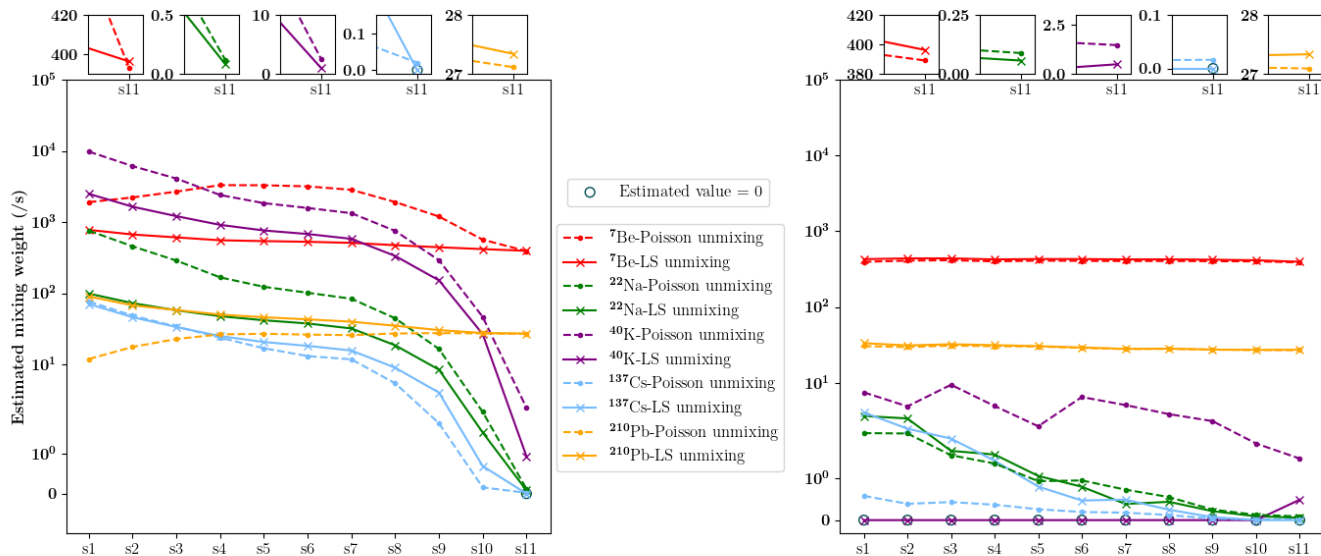 420
400
s11
0.5
0.0
s11
10
0
s11
0.1
0.0
s11
28
27
s11
Estimated mixing weight (/s)
10⁵
10⁴
10³
10²
10¹
10⁰
0
s1 s2 s3 s4 s5 s6 s7 s8 s9 s10 s11
Estimated value = 0
⁷Be-Poisson unmixing
⁷Be-LS unmixing
²²Na-Poisson unmixing
²²Na-LS unmixing
⁴⁰K-Poisson unmixing
⁴⁰K-LS unmixing
¹³⁷Cs-Poisson unmixing
¹³⁷Cs-LS unmixing
²¹⁰Pb-Poisson unmixing
²¹⁰Pb-LS unmixing
420
400
380
s11
0.25
0.00
s11
2.5
0.0
s11
0.1
0.0
s11
28
27
s11
10⁵
10⁴
10³
10²
10¹
10⁰
0
s1 s2 s3 s4 s5 s6 s7 s8 s9 s10 s11